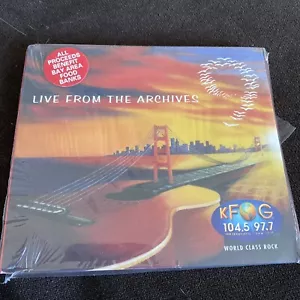 ALL
PROCEEDS
BENEFIT
BAY AREA
FOOD
BANKS
LIVE FROM THE ARCHIVES
KFOG
104.5 97.7
WORLD CLASS ROCK